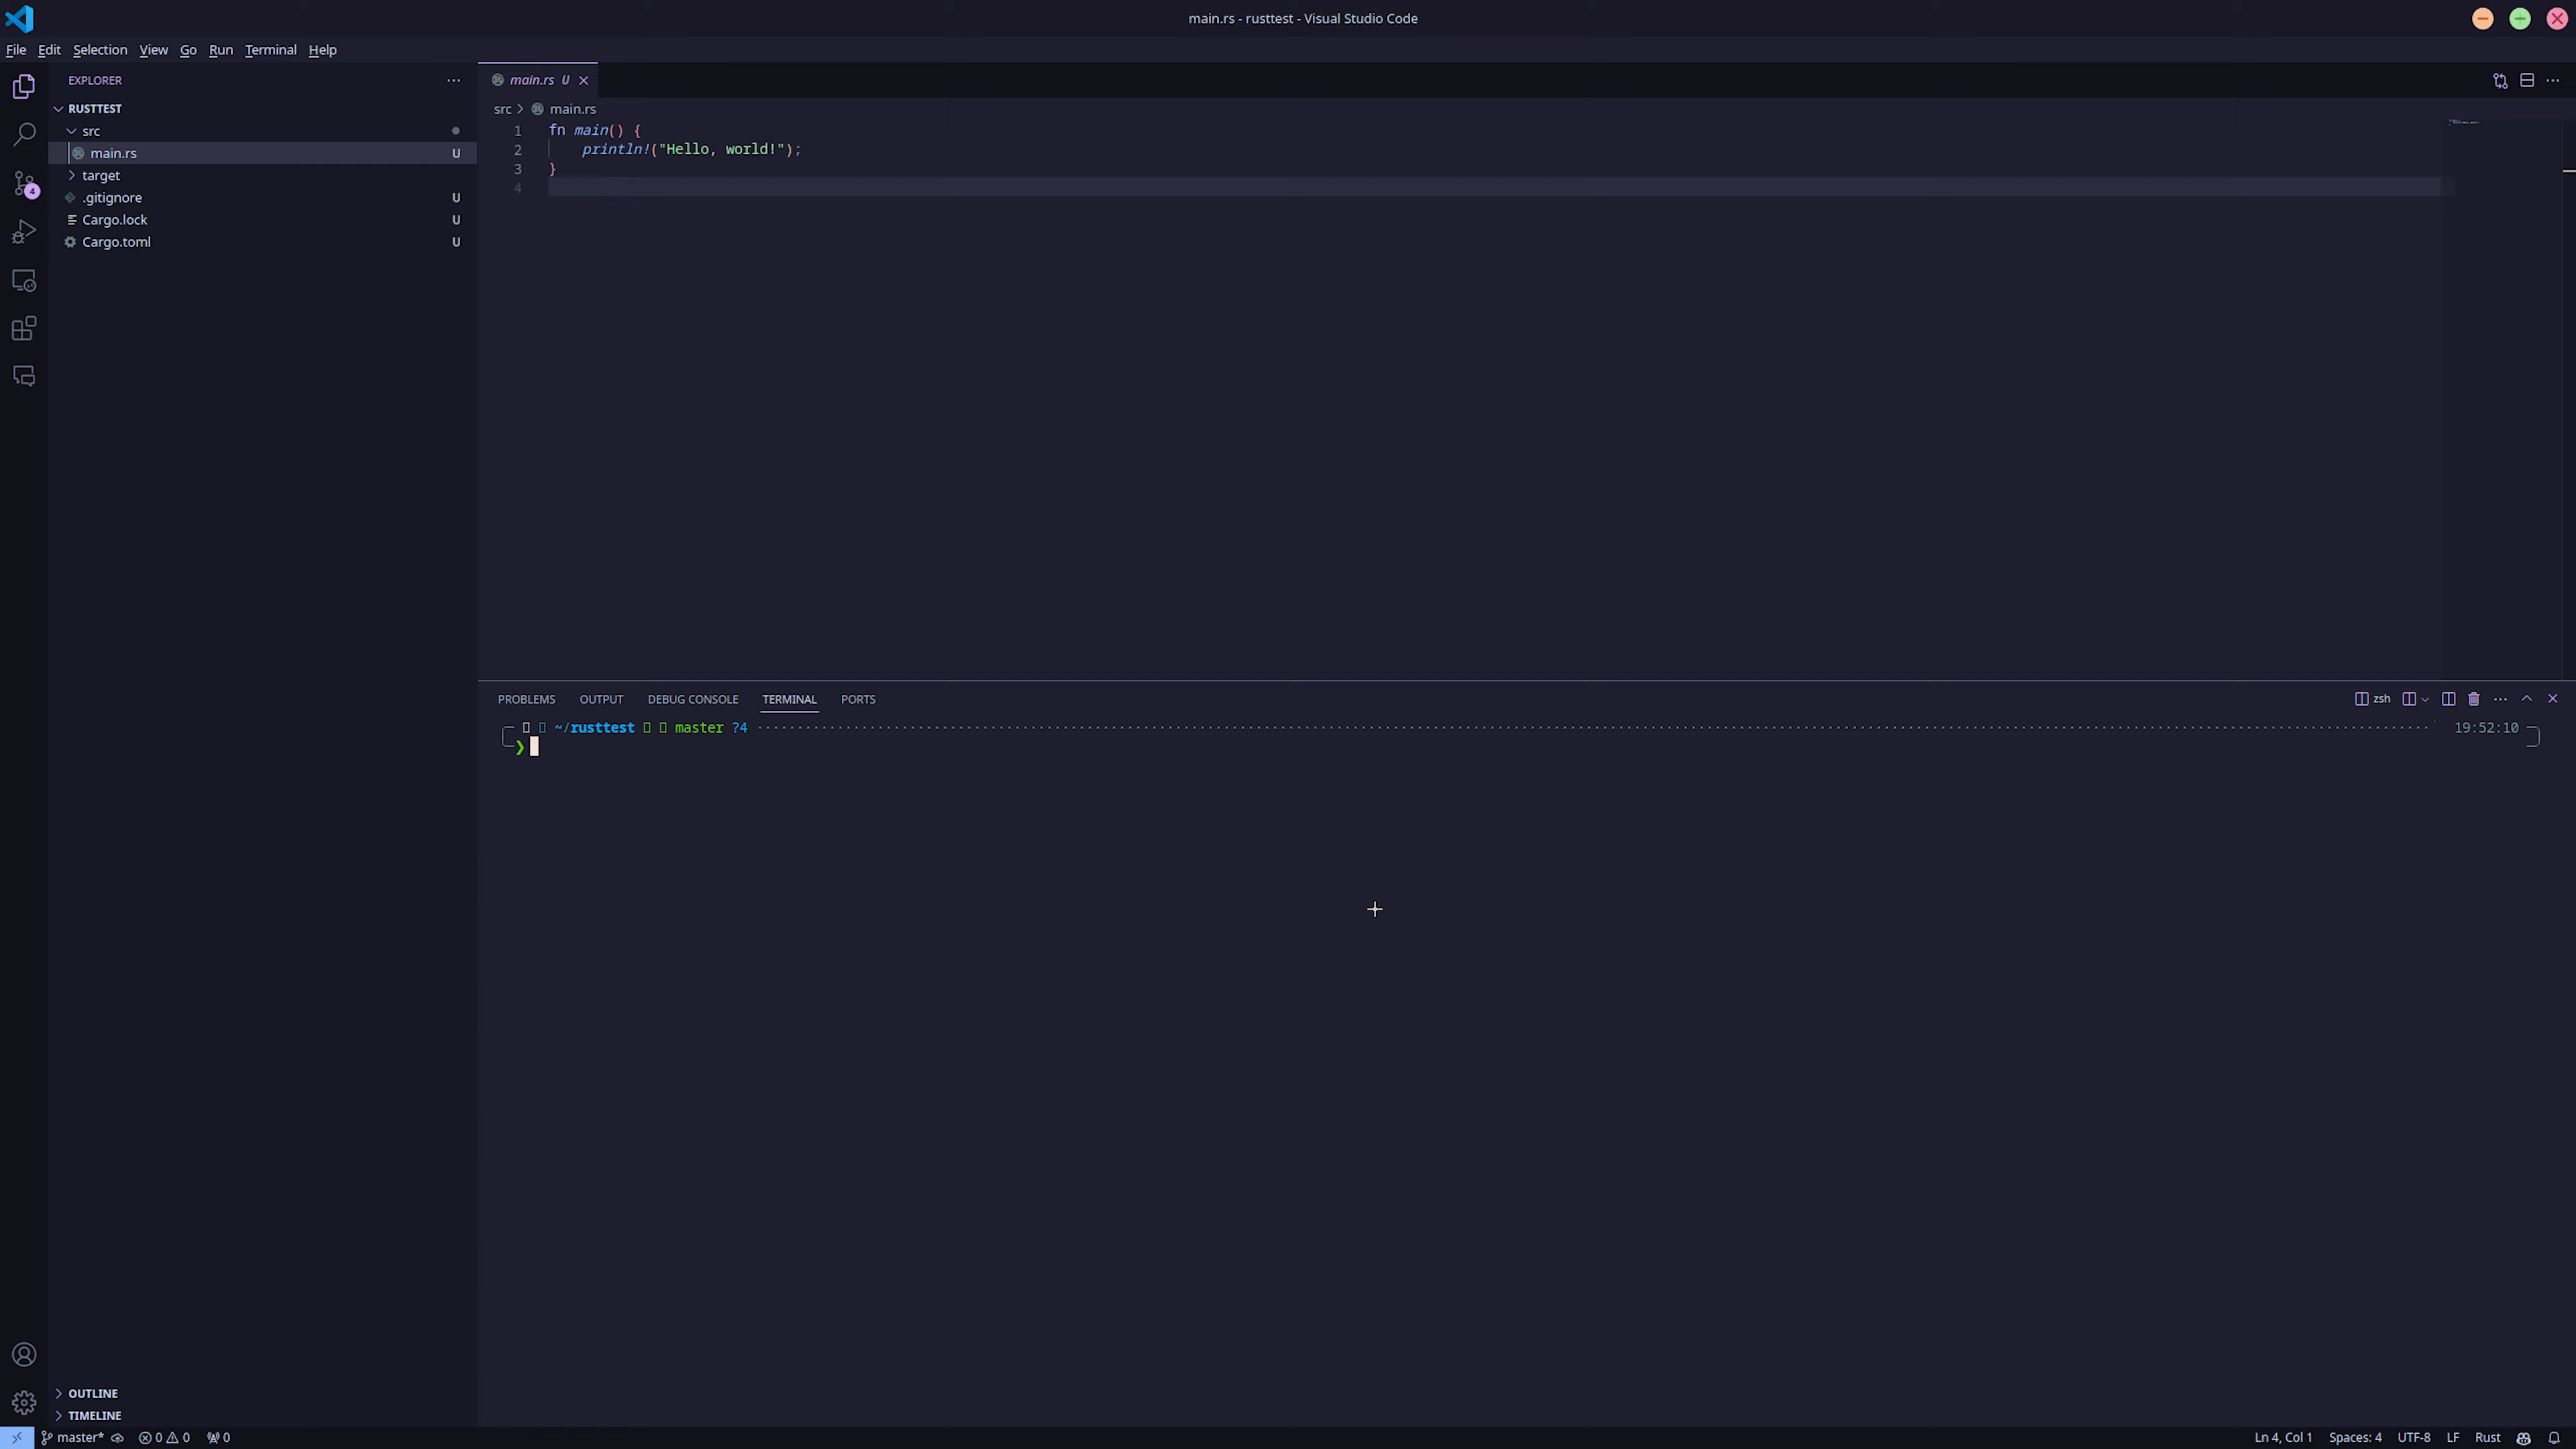 main.rs - rusttest - Visual Studio Code
File Edit Selection View Go Run Terminal Help
EXPLORER
RUSTTEST
src
main.rs U
target
.gitignore U
Cargo.lock U
Cargo.toml U
4
OUTLINE
TIMELINE
main.rs U
src > main.rs
1 fn main() {
2 println!("Hello, world!");
3 }
4
PROBLEMS OUTPUT DEBUG CONSOLE TERMINAL PORTS
zsh
~/rusttest master ?4 19:52:10
❯
master* 0 0 0
Ln 4, Col 1 Spaces: 4 UTF-8 LF Rust